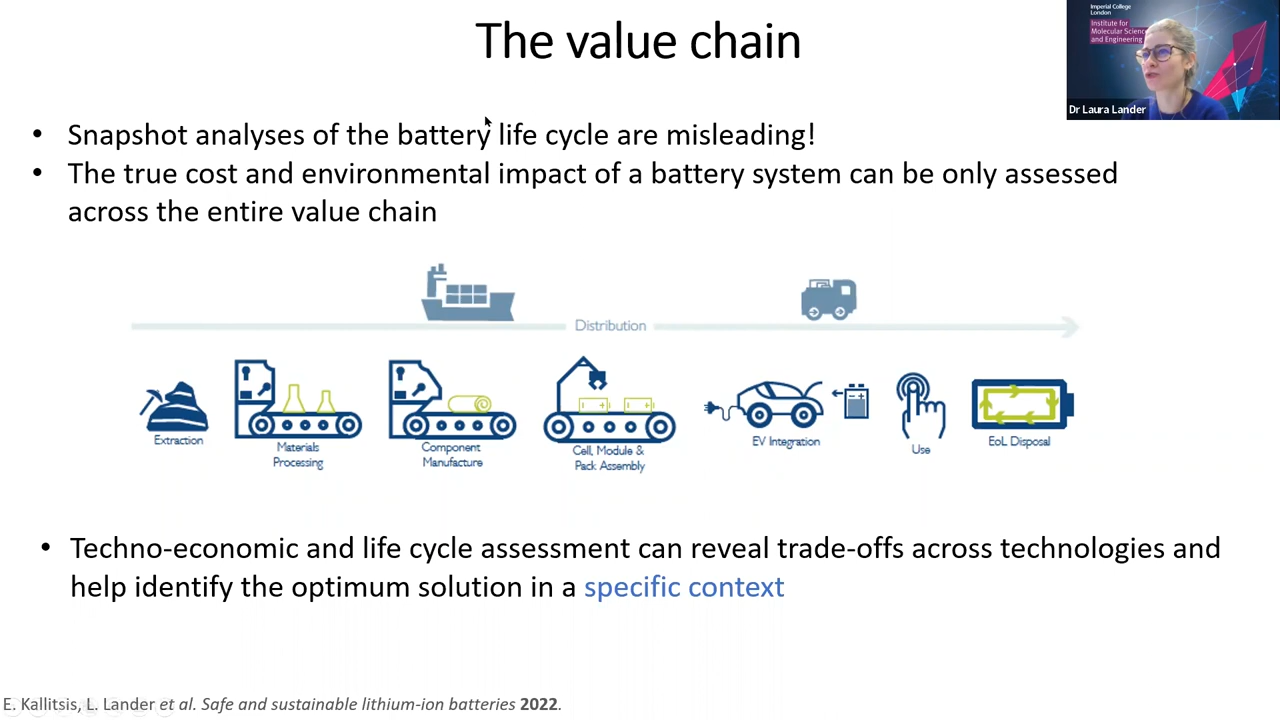 The value chain
Imperial College
London
Institute for
Molecular Science
and Engineering
Dr Laura Lander
• Snapshot analyses of the battery life cycle are misleading!
• The true cost and environmental impact of a battery system can be only assessed
across the entire value chain
Distribution
Extraction
Materials
Processing
Component
Manufacture
Cell, Module &
Pack Assembly
EV Integration
Use
EoL Disposal
• Techno-economic and life cycle assessment can reveal trade-offs across technologies and
help identify the optimum solution in a specific context
E. Kallitsis, L. Lander et al. Safe and sustainable lithium-ion batteries 2022.